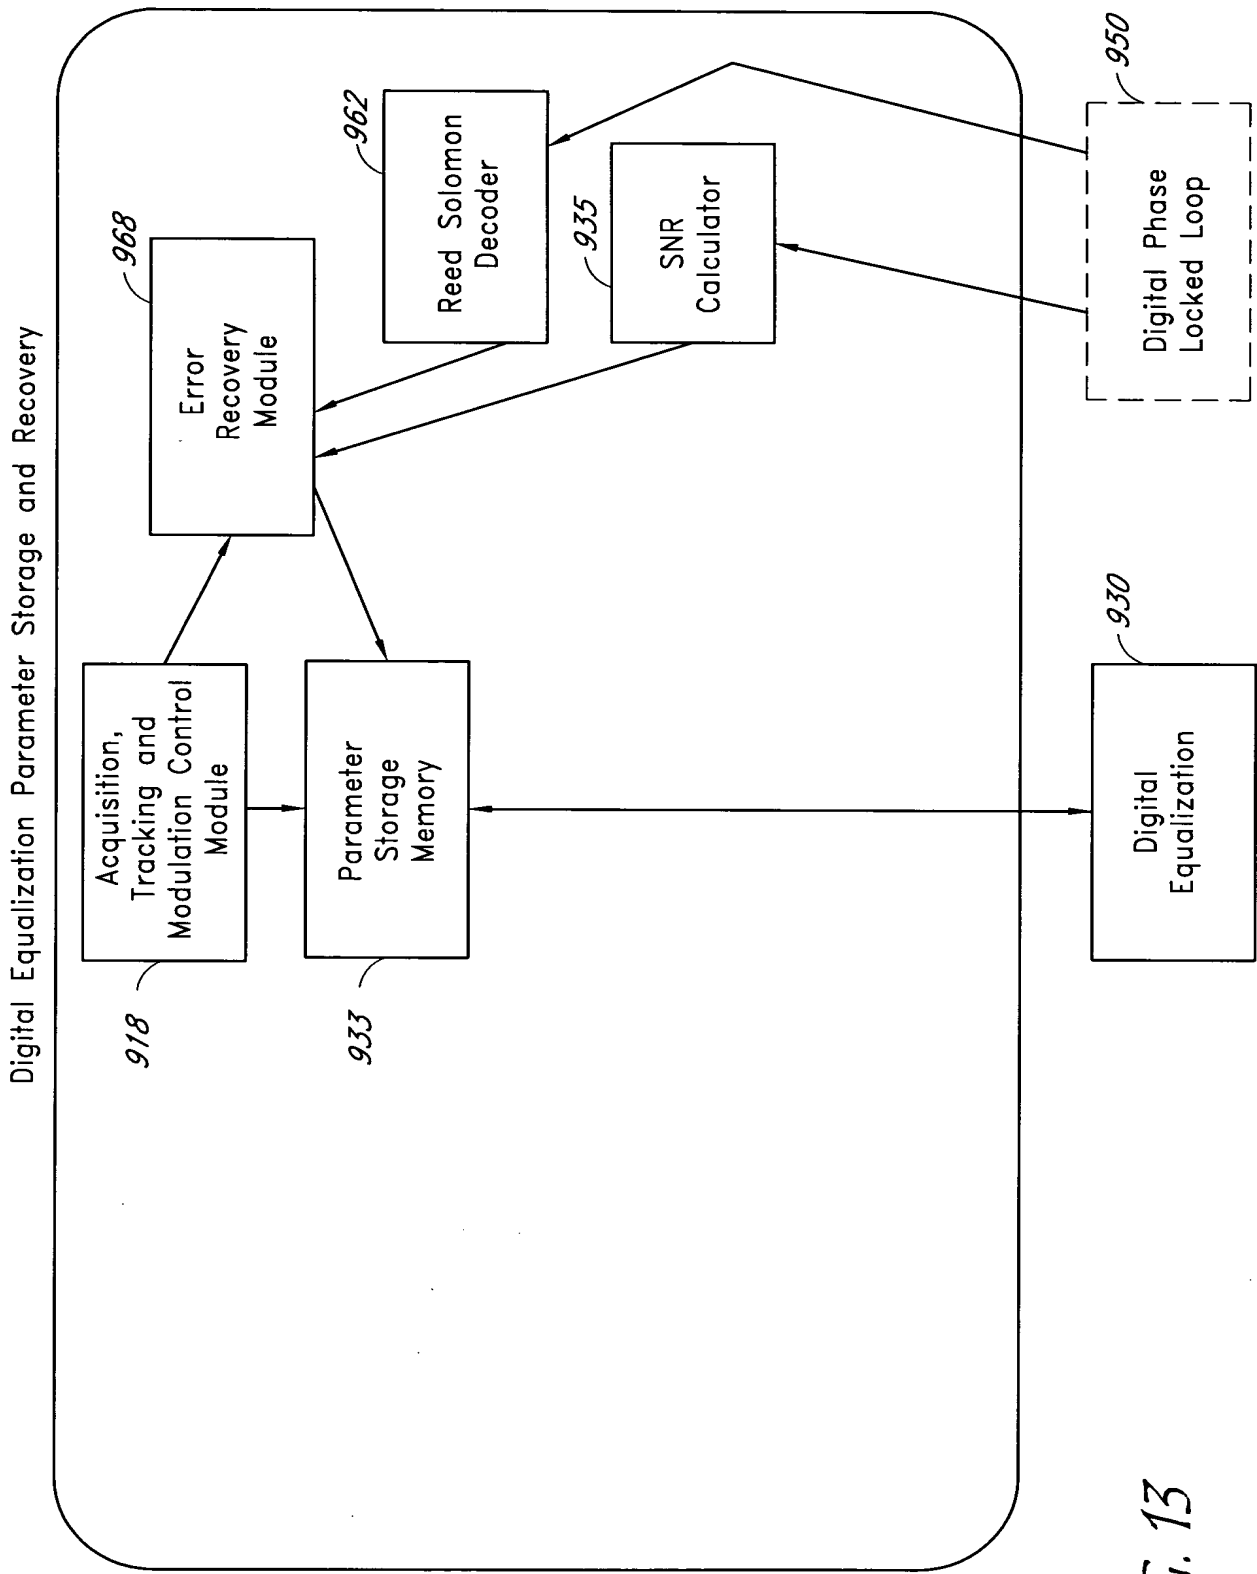 Digital Equalization Parameter Storage and Recovery
968
Error
Recovery
Module
962
Reed Solomon
Decoder
935
SNR
Calculator
950
Digital Phase
Locked Loop
918
Acquisition,
Tracking and
Modulation Control
Module
933
Parameter
Storage
Memory
930
Digital
Equalization
13